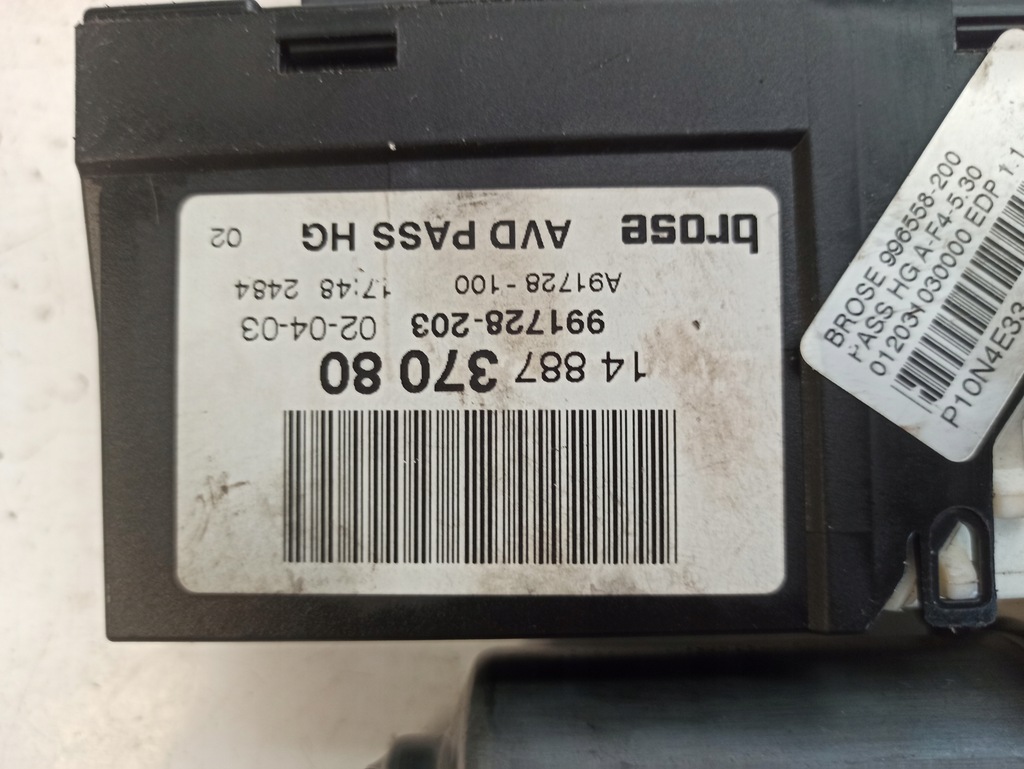 brose AVD PASS HG 02
A91728-100 17:48 2484
991728-203 02-04-03
14 887 370 80
BROSE 996558-200
PASS HG A-F4-5:30
EDP 1.1
P10N4E33